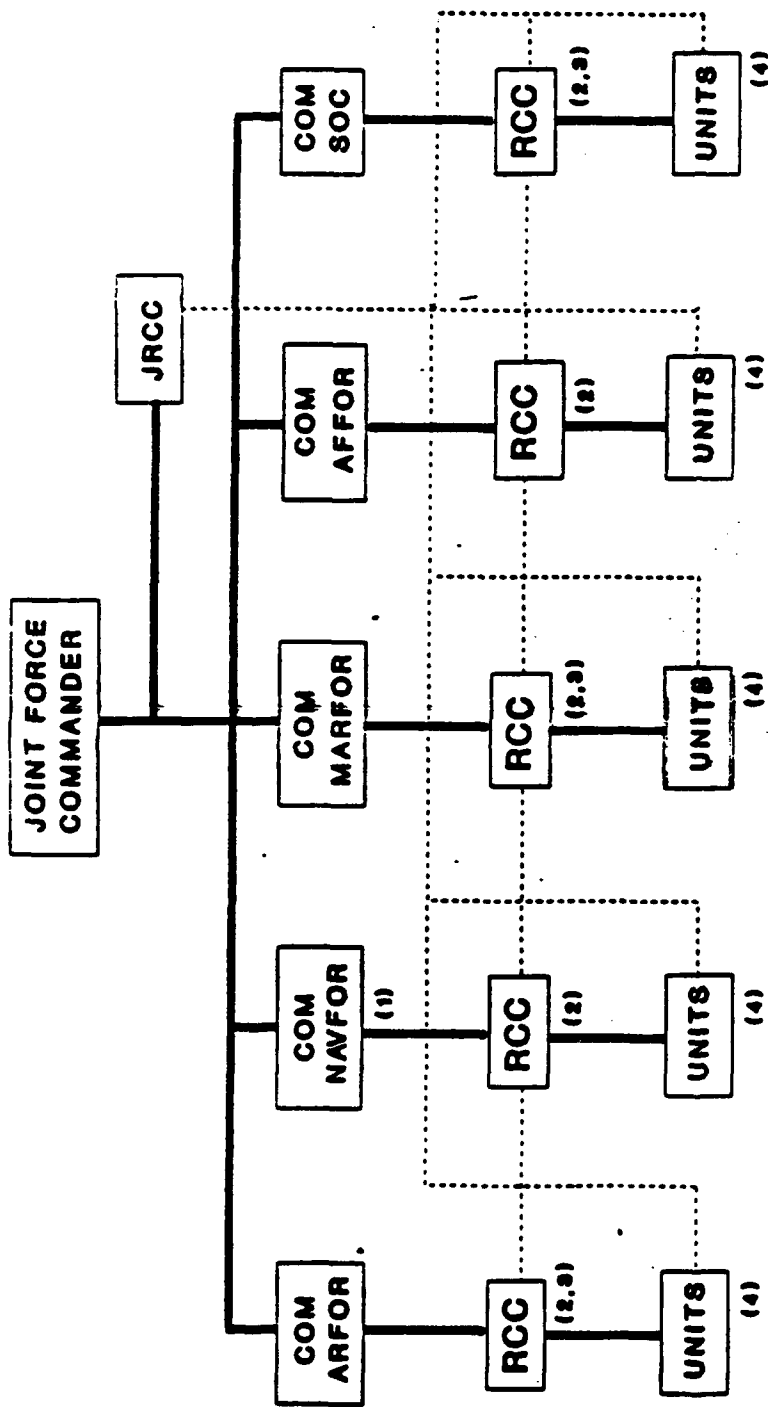 JOINT FORCE
COMMANDER
JRCC
COM
ARFOR
COM
NAVFOR
(1)
COM
MARFOR
COM
AFFOR
COM
SOC
RCC
(2,3)
RCC
(2)
RCC
(2,3)
RCC
(2)
RCC
(2,3)
UNITS
(4)
UNITS
(4)
UNITS
(4)
UNITS
(4)
UNITS
(4)